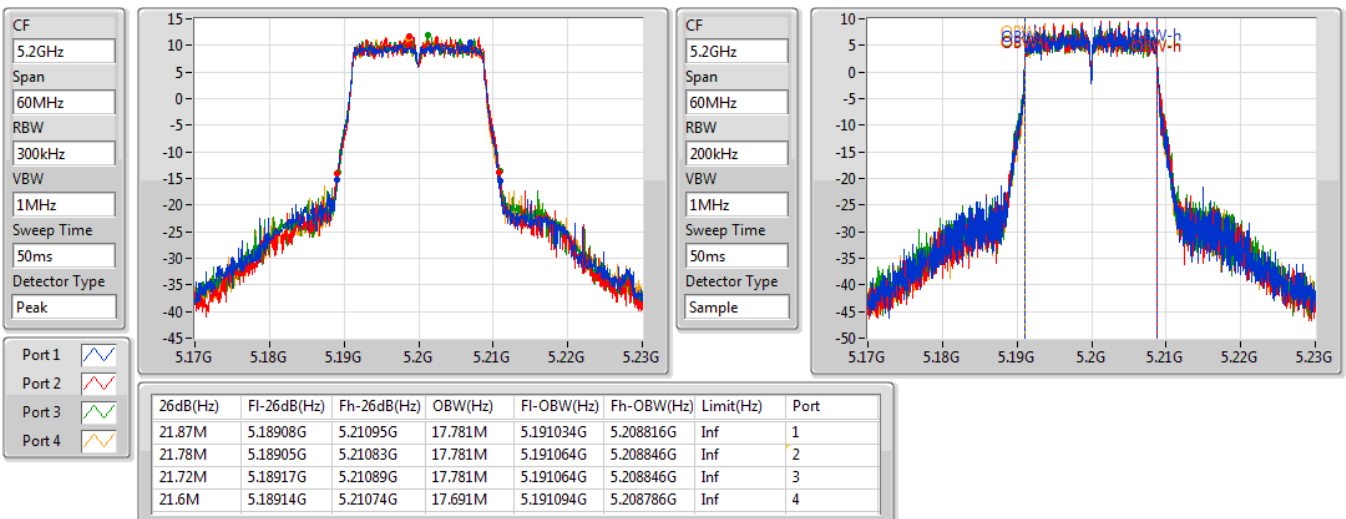 CF
5.2GHz
Span
60MHz
RBW
300kHz
VBW
1MHz
Sweep Time
50ms
Detector Type
Peak
15
10
5
0
-5
-10
-15
-20
-25
-30
-35
-40
-45
5.17G 5.18G 5.19G 5.2G 5.21G 5.22G 5.23G
CF
5.2GHz
Span
60MHz
RBW
200kHz
VBW
1MHz
Sweep Time
50ms
Detector Type
Sample
10
5
0
-5
-10
-15
-20
-25
-30
-35
-40
-45
-50
OBW-h
5.17G 5.18G 5.19G 5.2G 5.21G 5.22G 5.23G
Port 1
Port 2
Port 3
Port 4
26dB(Hz) Fl-26dB(Hz) Fh-26dB(Hz) OBW(Hz) Fl-OBW(Hz) Fh-OBW(Hz) Limit(Hz) Port
21.87M 5.18908G 5.21095G 17.781M 5.191034G 5.208816G Inf 1
21.78M 5.18905G 5.21083G 17.781M 5.191064G 5.208846G Inf 2
21.72M 5.18917G 5.21089G 17.781M 5.191064G 5.208846G Inf 3
21.6M 5.18914G 5.21074G 17.691M 5.191094G 5.208786G Inf 4